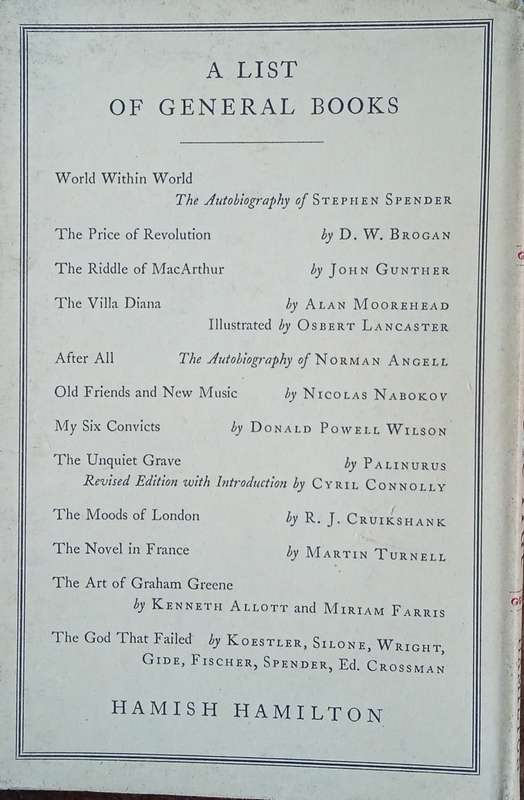 A LIST
OF GENERAL BOOKS
World Within World
The Autobiography of STEPHEN SPENDER
The Price of Revolution by D. W. BROGAN
The Riddle of MacArthur by JOHN GUNTHER
The Villa Diana by ALAN MOOREHEAD
Illustrated by OSBERT LANCASTER
After All The Autobiography of NORMAN ANGELL
Old Friends and New Music by NICOLAS NABOKOV
My Six Convicts by DONALD POWELL WILSON
The Unquiet Grave by PALINURUS
Revised Edition with Introduction by CYRIL CONNOLLY
The Moods of London by R. J. CRUIKSHANK
The Novel in France by MARTIN TURNELL
The Art of Graham Greene
by KENNETH ALLOTT and MIRIAM FARRIS
The God That Failed by KOESTLER, SILONE, WRIGHT,
GIDE, FISCHER, SPENDER, Ed. CROSSMAN
HAMISH HAMILTON